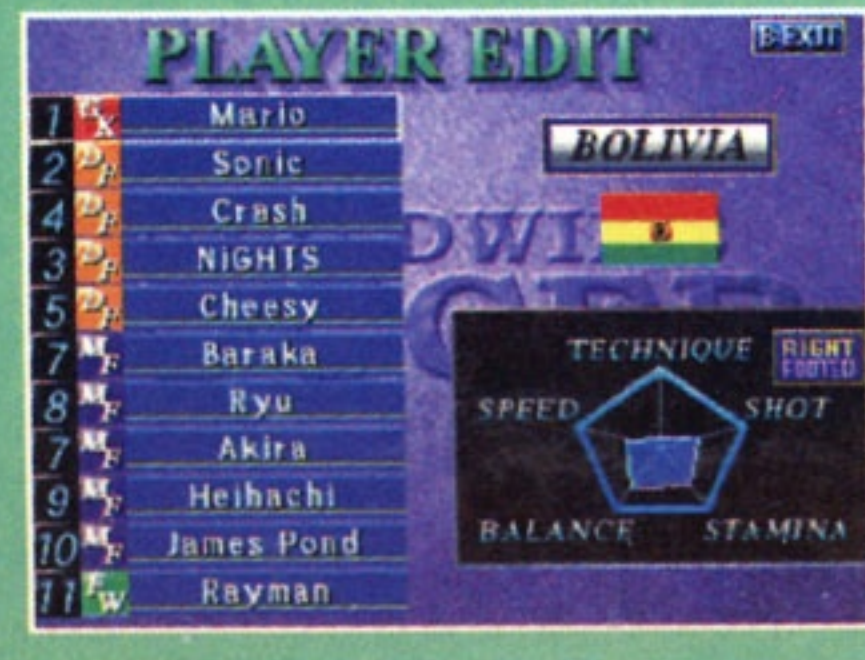 PLAYER EDIT
B:EXIT
1 GK Mario
2 DF Sonic
4 DF Crash
3 DF NiGHTS
5 DF Cheesy
7 MF Baraka
8 MF Ryu
7 MF Akira
9 MF Heihachi
10 MF James Pond
11 FW Rayman
BOLIVIA
TECHNIQUE
RIGHT
FOOTED
SPEED
SHOT
BALANCE
STAMINA